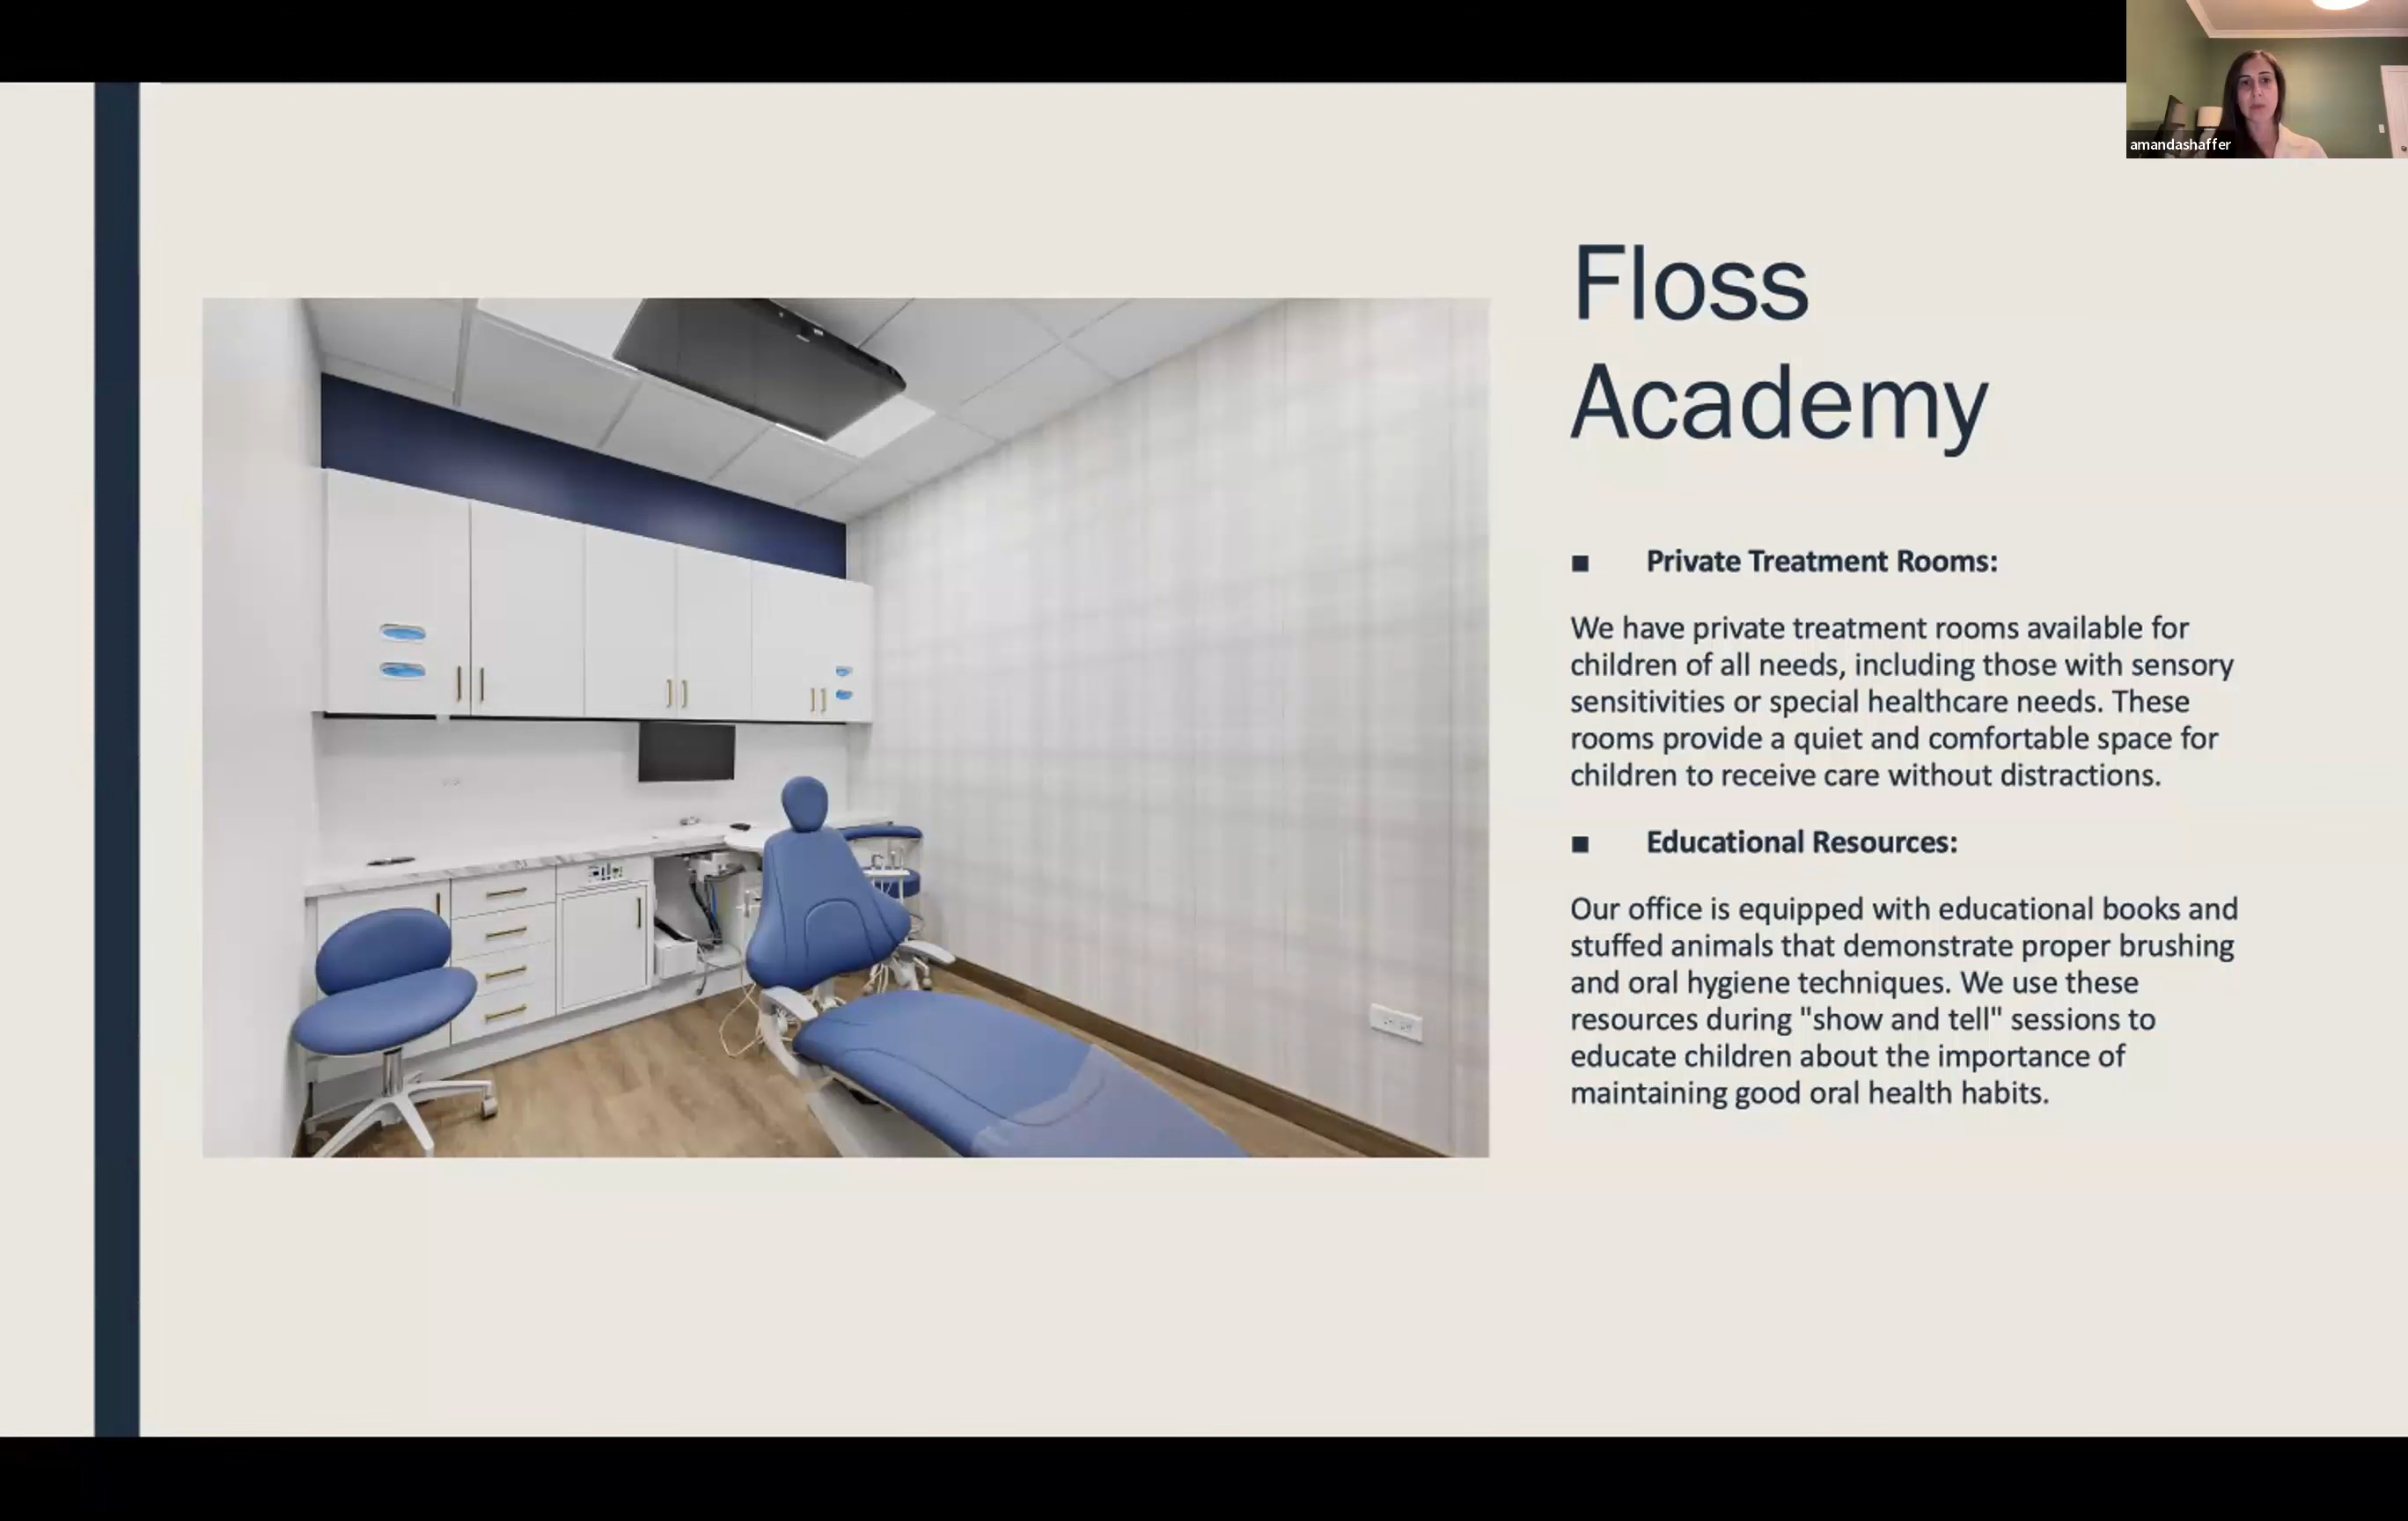 amandashaffer
Floss
Academy
■ Private Treatment Rooms:
We have private treatment rooms available for
children of all needs, including those with sensory
sensitivities or special healthcare needs. These
rooms provide a quiet and comfortable space for
children to receive care without distractions.
■ Educational Resources:
Our office is equipped with educational books and
stuffed animals that demonstrate proper brushing
and oral hygiene techniques. We use these
resources during "show and tell" sessions to
educate children about the importance of
maintaining good oral health habits.